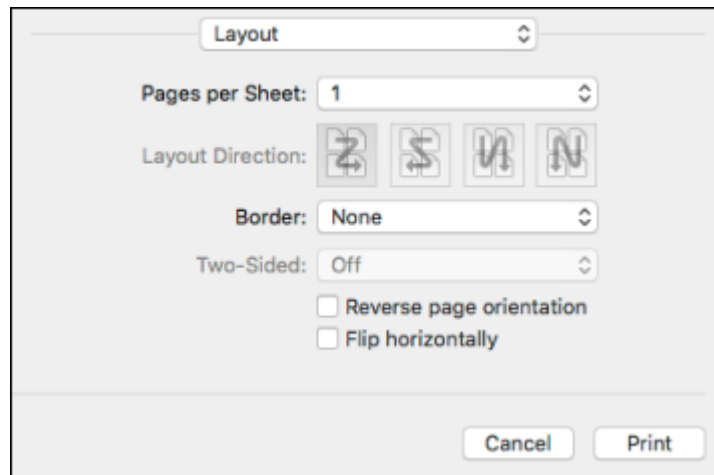 Layout
Pages per Sheet: 1
Layout Direction:
Border: None
Two-Sided: Off
Reverse page orientation
Flip horizontally
Cancel Print